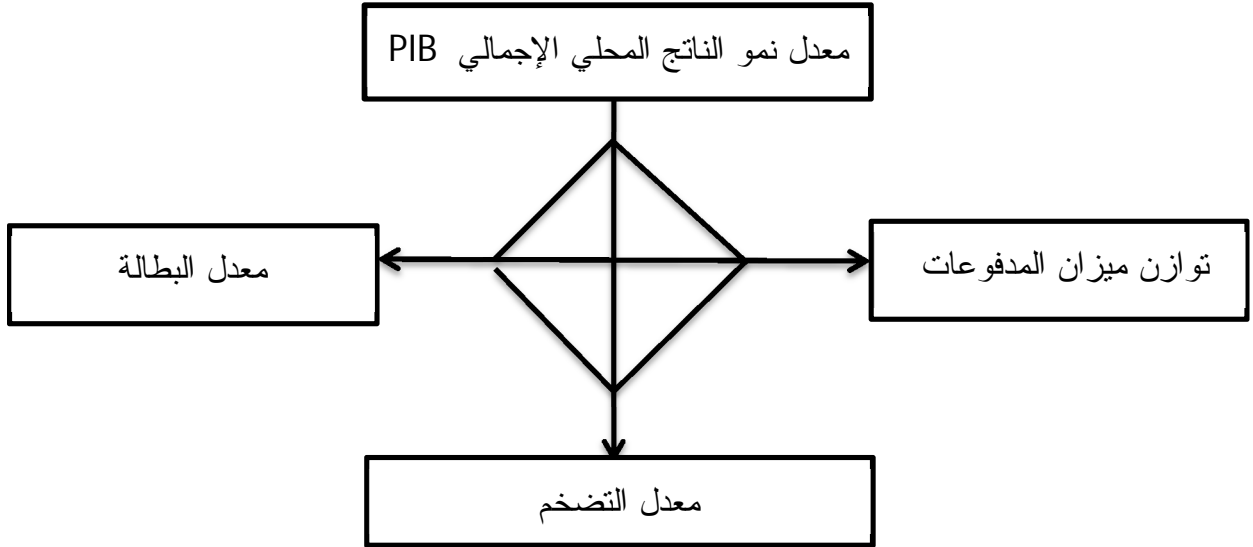 معدل نمو الناتج المحلي الإجمالي PIB
توازن ميزان المدفوعات
معدل البطالة
معدل التضخم